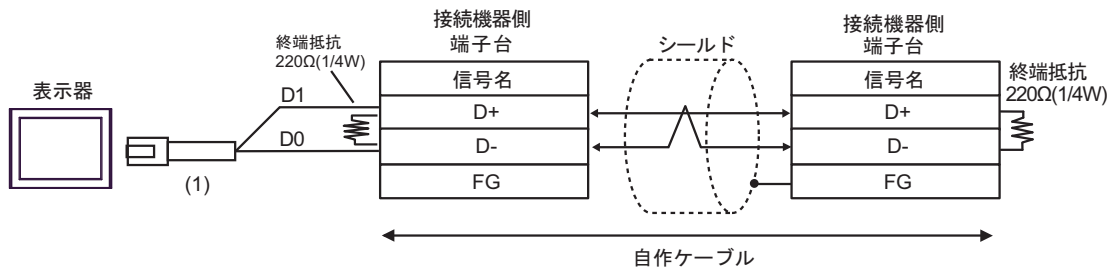 表示器
(1)
D1
D0
終端抵抗
220Ω(1/4W)
接続機器側
端子台
信号名
D+
D-
FG
シールド
接続機器側
端子台
信号名
D+
D-
FG
終端抵抗
220Ω(1/4W)
自作ケーブル